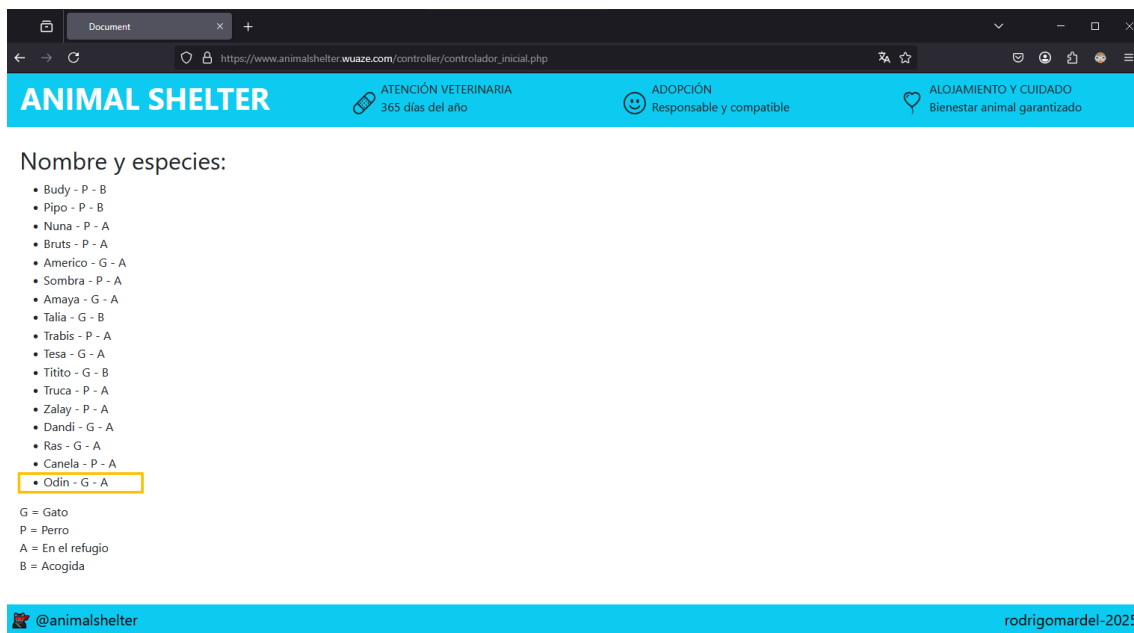 Document
https://www.animalshelter.wuaze.com/controller/controlador_inicial.php
ANIMAL SHELTER
ATENCIÓN VETERINARIA
365 días del año
ADOPCIÓN
Responsable y compatible
ALOJAMIENTO Y CUIDADO
Bienestar animal garantizado
Nombre y especies:
• Budy - P - B
• Pipo - P - B
• Nuna - P - A
• Bruts - P - A
• Americo - G - A
• Sombra - P - A
• Amaya - G - A
• Talia - G - B
• Trabis - P - A
• Tesa - G - A
• Titito - G - B
• Truca - P - A
• Zalay - P - A
• Dandi - G - A
• Ras - G - A
• Canela - P - A
• Odin - G - A
G = Gato
P = Perro
A = En el refugio
B = Acogida
@animalshelter
rodrigomardel-2025